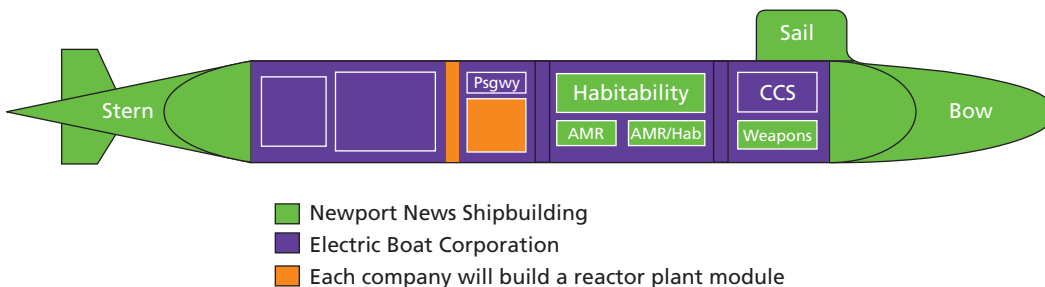 Sail
Stern
Psgwy
Habitability
CCS
Bow
AMR
AMR/Hab
Weapons
Newport News Shipbuilding
Electric Boat Corporation
Each company will build a reactor plant module